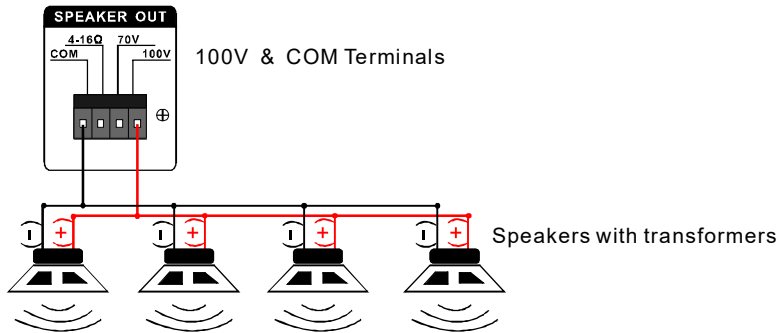 SPEAKER OUT
4-16Ω 70V
COM 100V
100V & COM Terminals
(-) (+) (-) (+) (-) (+) (-) (+)
Speakers with transformers